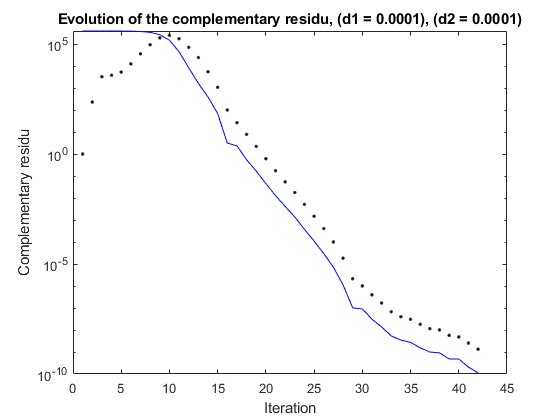 Evolution of the complementary residu, (d1 = 0.0001), (d2 = 0.0001)
Complementary residu
10^5
10^0
10^-5
10^-10
0 5 10 15 20 25 30 35 40 45
Iteration